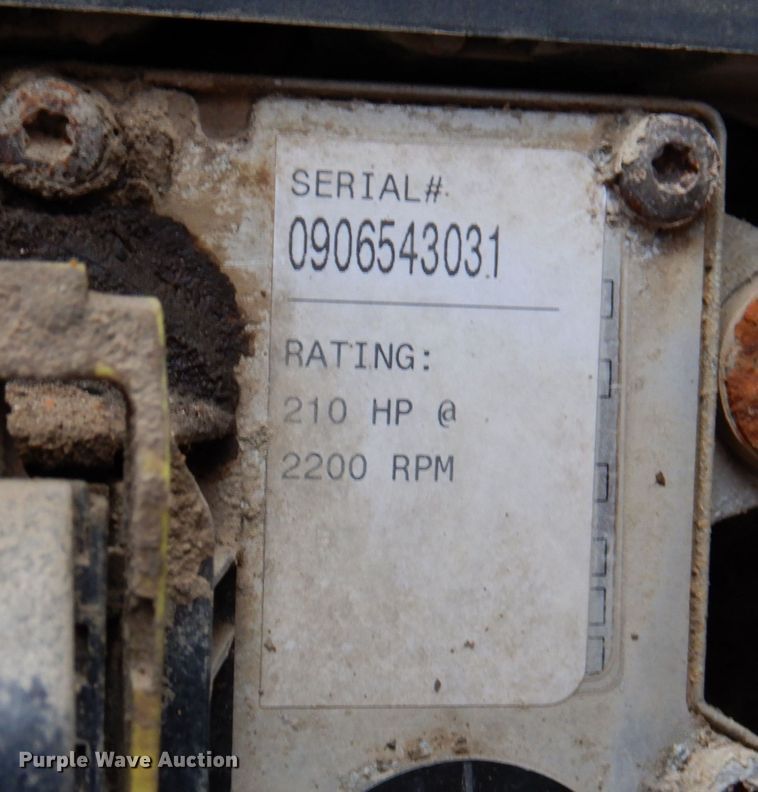 SERIAL#
0906543031
RATING:
210 HP @
2200 RPM
Purple Wave Auction